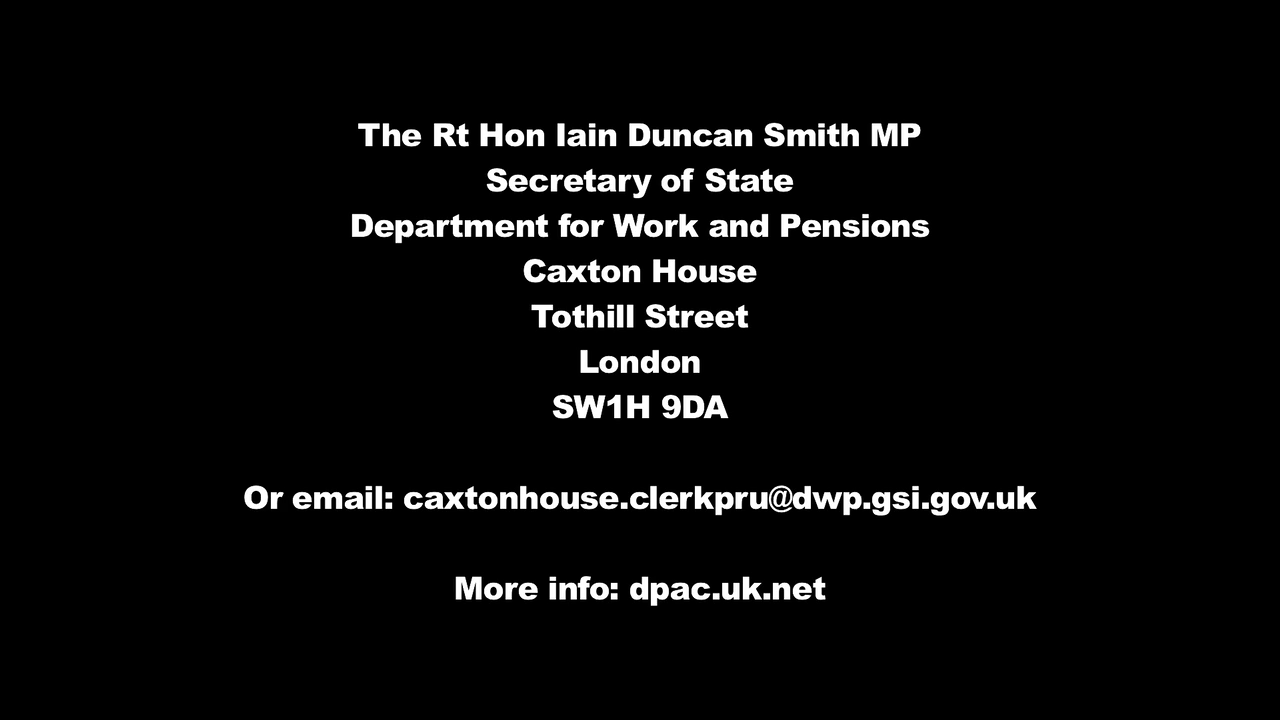 The Rt Hon Iain Duncan Smith MP
Secretary of State
Department for Work and Pensions
Caxton House
Tothill Street
London
SW1H 9DA
Or email: caxtonhouse.clerkpru@dwp.gsi.gov.uk
More info: dpac.uk.net